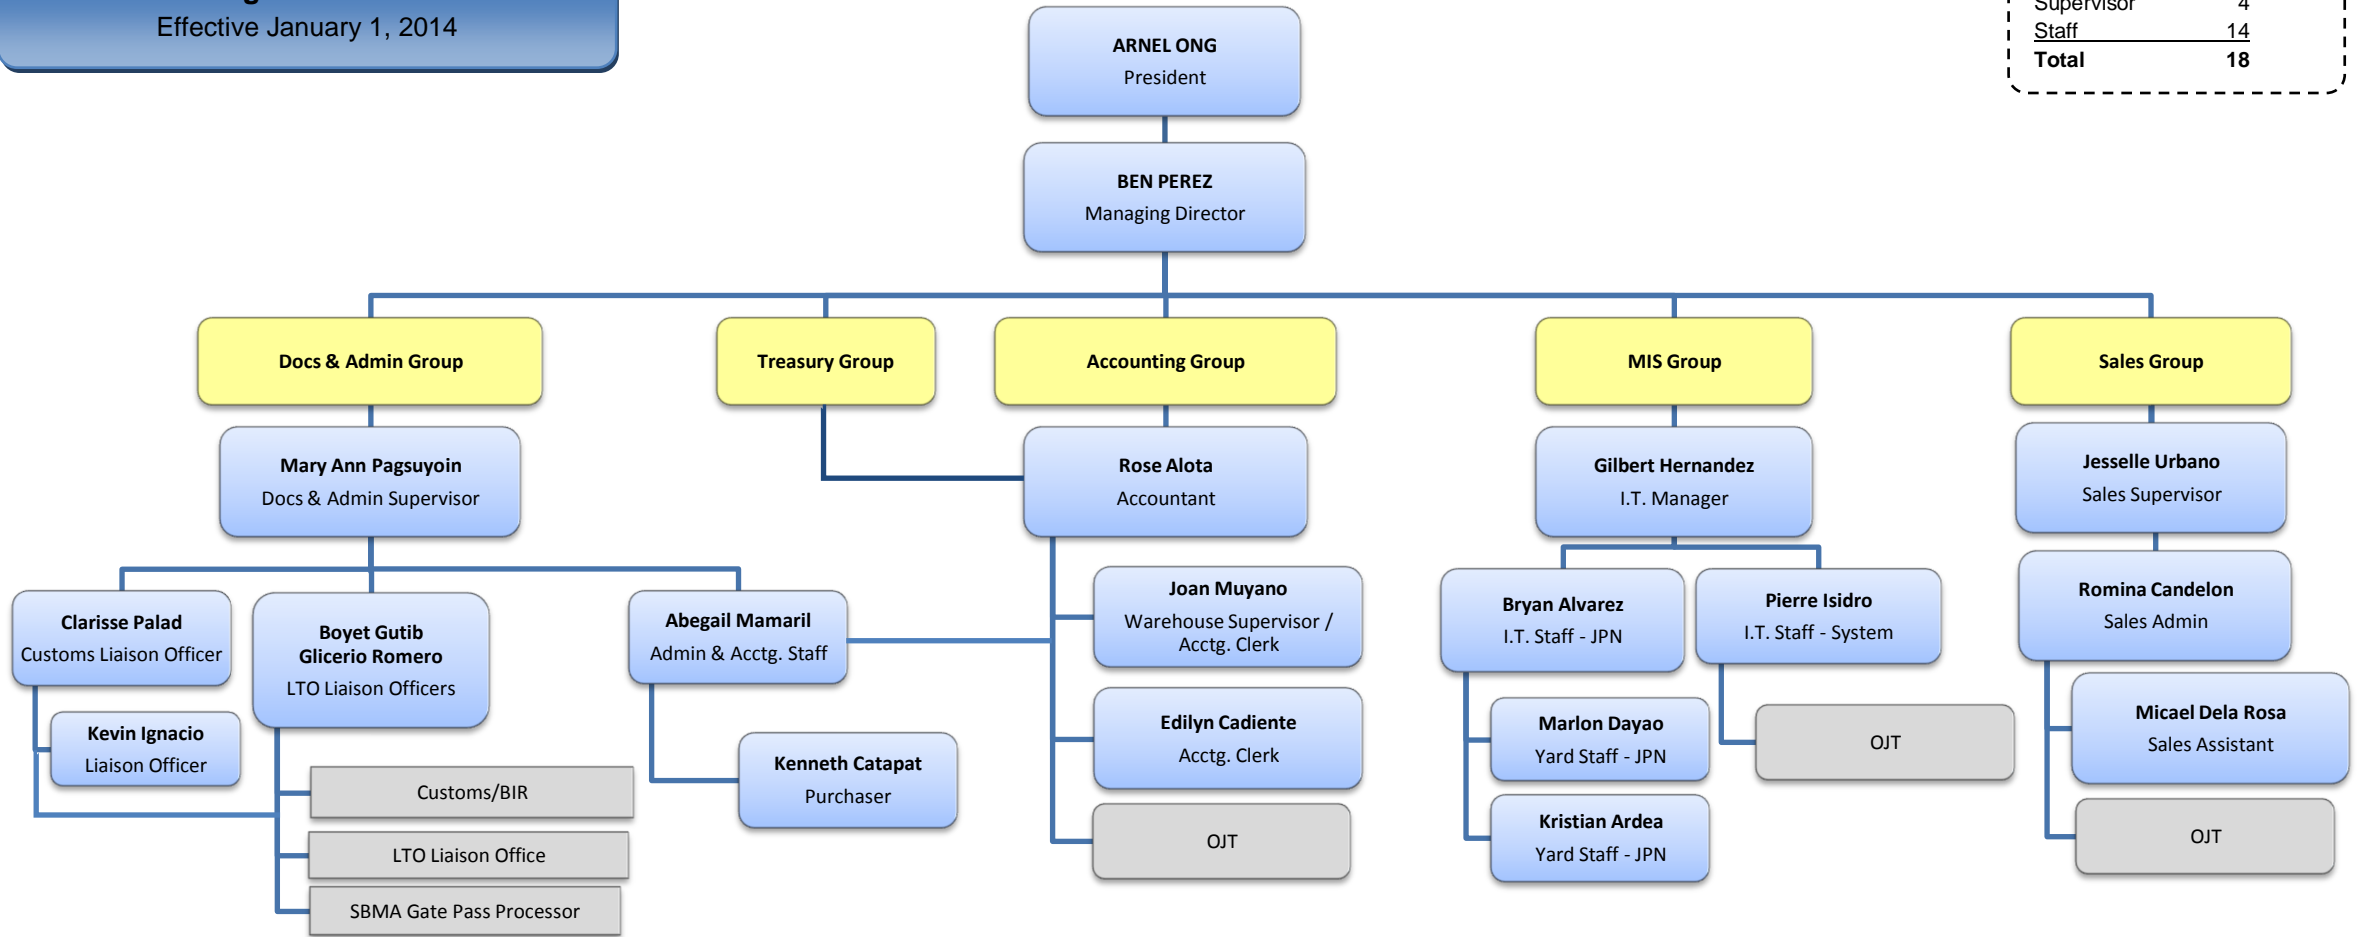 Effective January 1, 2014
Supervisor 4
Staff 14
Total 18
ARNEL ONG
President
BEN PEREZ
Managing Director
Docs & Admin Group
Treasury Group
Accounting Group
MIS Group
Sales Group
Mary Ann Pagsuyoin
Docs & Admin Supervisor
Rose Alota
Accountant
Gilbert Hernandez
I.T. Manager
Jesselle Urbano
Sales Supervisor
Clarisse Palad
Customs Liaison Officer
Boyet Gutib
Glicerio Romero
LTO Liaison Officers
Abegail Mamaril
Admin & Acctg. Staff
Joan Muyano
Warehouse Supervisor /
Acctg. Clerk
Bryan Alvarez
I.T. Staff - JPN
Pierre Isidro
I.T. Staff - System
Romina Candelon
Sales Admin
Kevin Ignacio
Liaison Officer
Kenneth Catapat
Purchaser
Edilyn Cadiente
Acctg. Clerk
Marlon Dayao
Yard Staff - JPN
OJT
Micael Dela Rosa
Sales Assistant
Customs/BIR
LTO Liaison Office
SBMA Gate Pass Processor
OJT
Kristian Ardea
Yard Staff - JPN
OJT